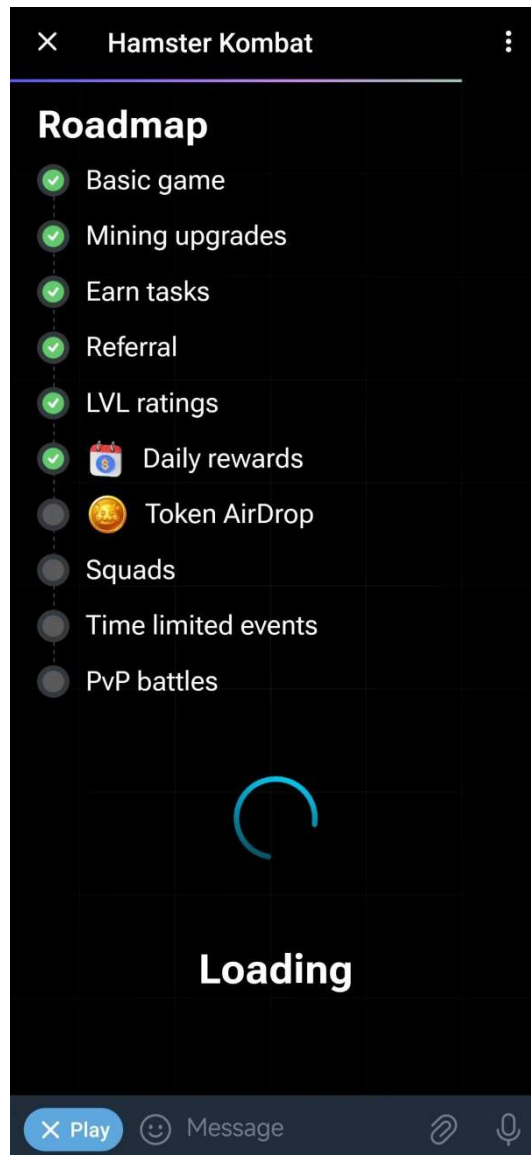 Hamster Kombat
Roadmap
Basic game
Mining upgrades
Earn tasks
Referral
LVL ratings
Daily rewards
Token AirDrop
Squads
Time limited events
PvP battles
Loading
Play
Message